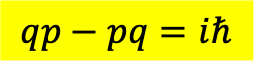 qp − pq = iℏ